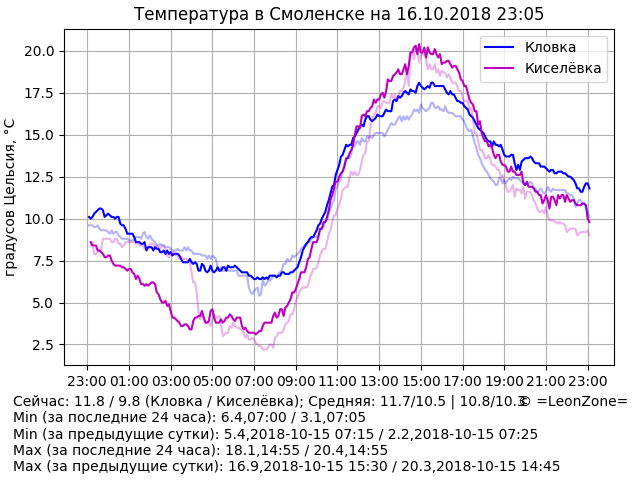 Температура в Смоленске на 16.10.2018 23:05
градусов Цельсия, °C
20.0
17.5
15.0
12.5
10.0
7.5
5.0
2.5
Кловка
Киселёвка
23:00 01:00 03:00 05:00 07:00 09:00 11:00 13:00 15:00 17:00 19:00 21:00 23:00
Сейчас: 11.8 / 9.8 (Кловка / Киселёвка); Средняя: 11.7/10.5 | 10.8/10.3 © =LeonZone=
Min (за последние 24 часа): 6.4,07:00 / 3.1,07:05
Min (за предыдущие сутки): 5.4,2018-10-15 07:15 / 2.2,2018-10-15 07:25
Max (за последние 24 часа): 18.1,14:55 / 20.4,14:55
Max (за предыдущие сутки): 16.9,2018-10-15 15:30 / 20.3,2018-10-15 14:45